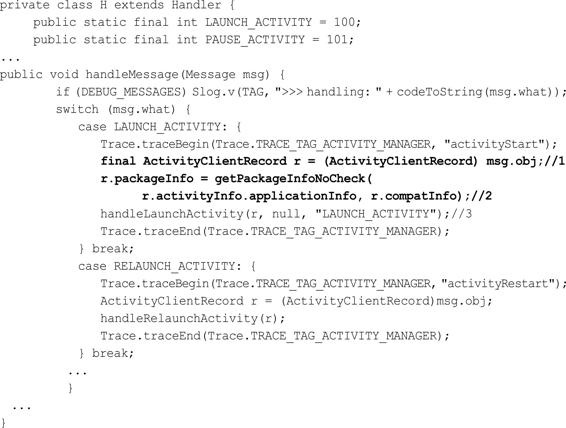 private class H extends Handler {
    public static final int LAUNCH_ACTIVITY = 100;
    public static final int PAUSE_ACTIVITY = 101;
...
public void handleMessage(Message msg) {
        if (DEBUG_MESSAGES) Slog.v(TAG, ">>> handling: " + codeToString(msg.what));
        switch (msg.what) {
           case LAUNCH_ACTIVITY: {
              Trace.traceBegin(Trace.TRACE_TAG_ACTIVITY_MANAGER, "activityStart");
              final ActivityClientRecord r = (ActivityClientRecord) msg.obj;//1
              r.packageInfo = getPackageInfoNoCheck(
                    r.activityInfo.applicationInfo, r.compatInfo);//2
              handleLaunchActivity(r, null, "LAUNCH_ACTIVITY");//3
              Trace.traceEnd(Trace.TRACE_TAG_ACTIVITY_MANAGER);
           } break;
           case RELAUNCH_ACTIVITY: {
              Trace.traceBegin(Trace.TRACE_TAG_ACTIVITY_MANAGER, "activityRestart");
              ActivityClientRecord r = (ActivityClientRecord)msg.obj;
              handleRelaunchActivity(r);
              Trace.traceEnd(Trace.TRACE_TAG_ACTIVITY_MANAGER);
           } break;
         ...
         }
  ...
}